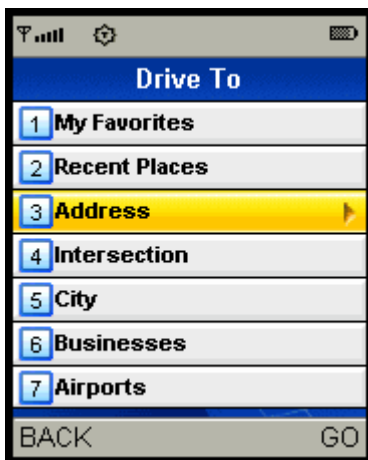 Drive To
1 My Favorites
2 Recent Places
3 Address
4 Intersection
5 City
6 Businesses
7 Airports
BACK GO